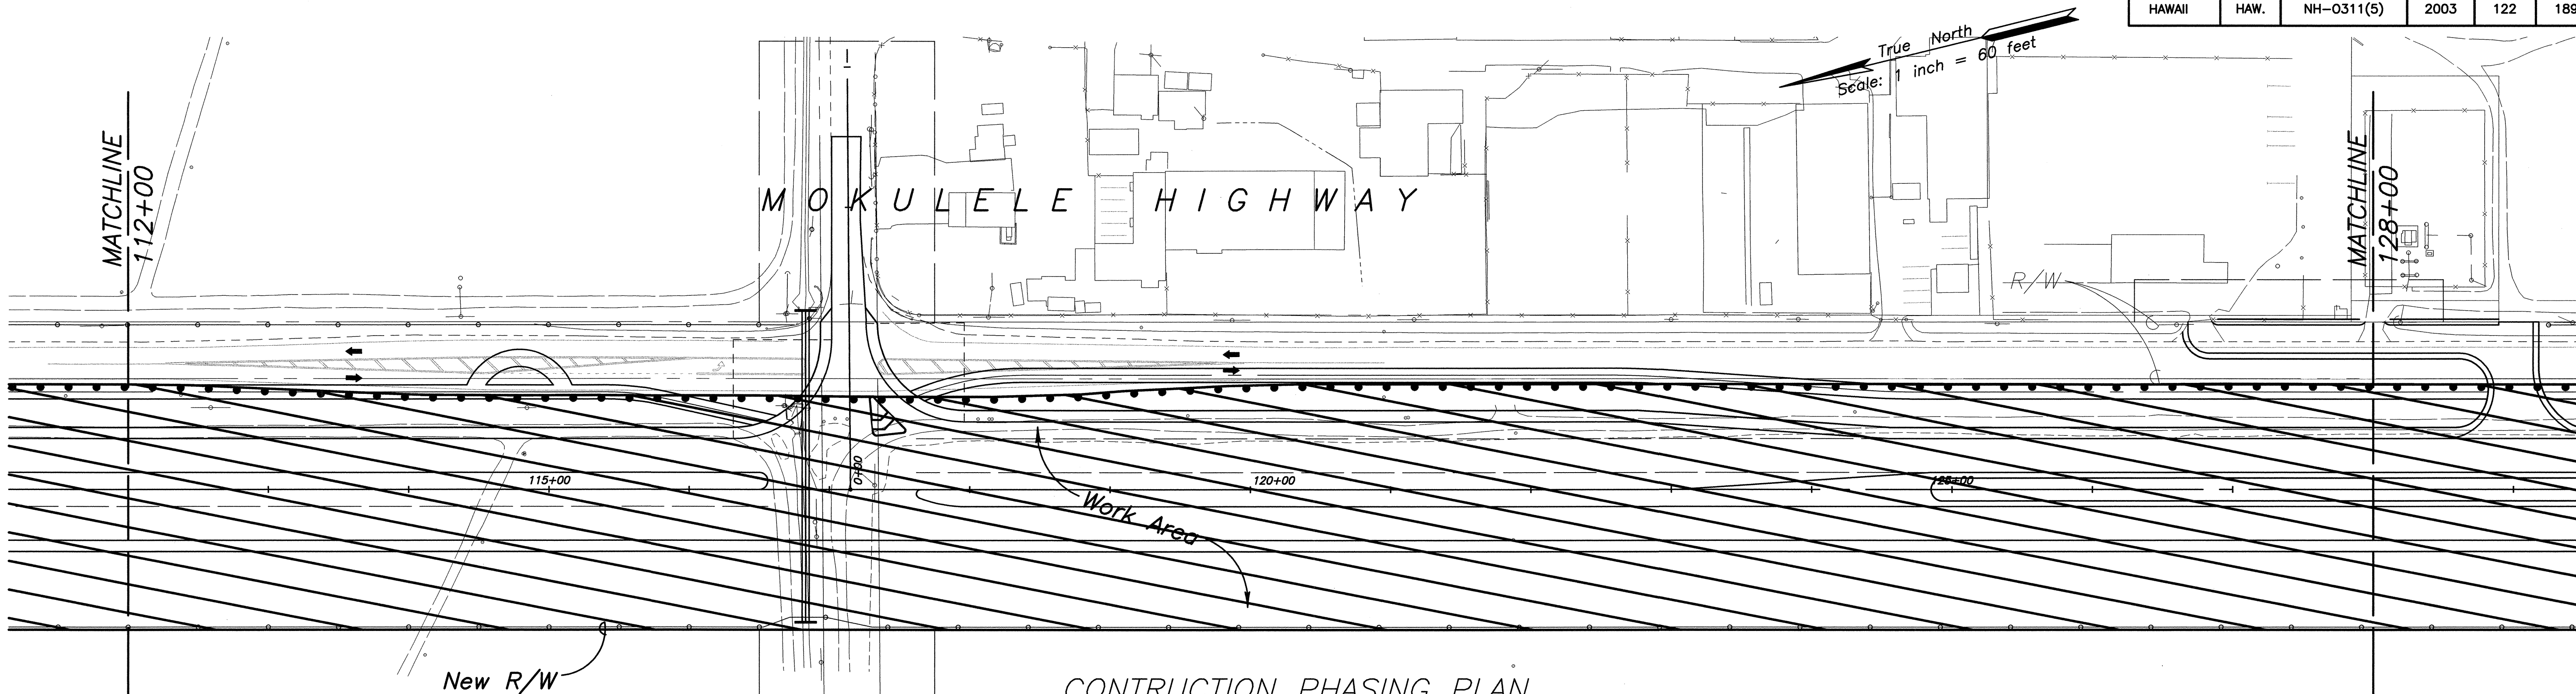 HAWAII HAW. NH-0311(5) 2003 122 189
True North
Scale: 1 inch = 60 feet
MATCHLINE
112+00
MOKULELE HIGHWAY
MATCHLINE
128+00
R/W
115+00
0+00
120+00
125+00
Work Area
New R/W
CONTRUCTION PHASING PLAN